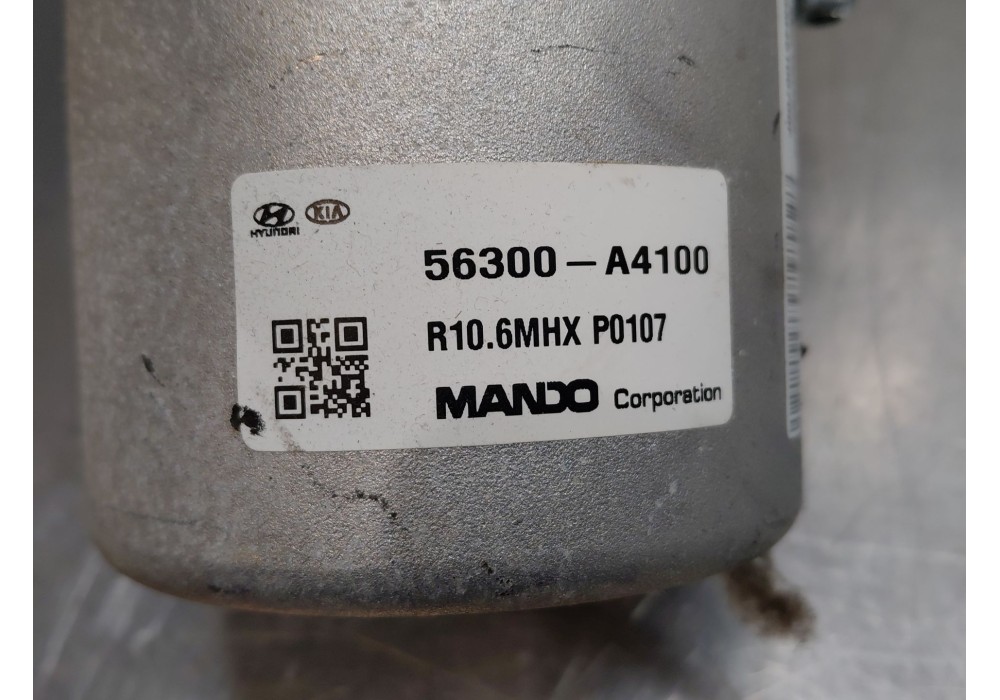 HYUNDAI KIA
56300-A4100
R10.6MHX P0107
MANDO Corporation